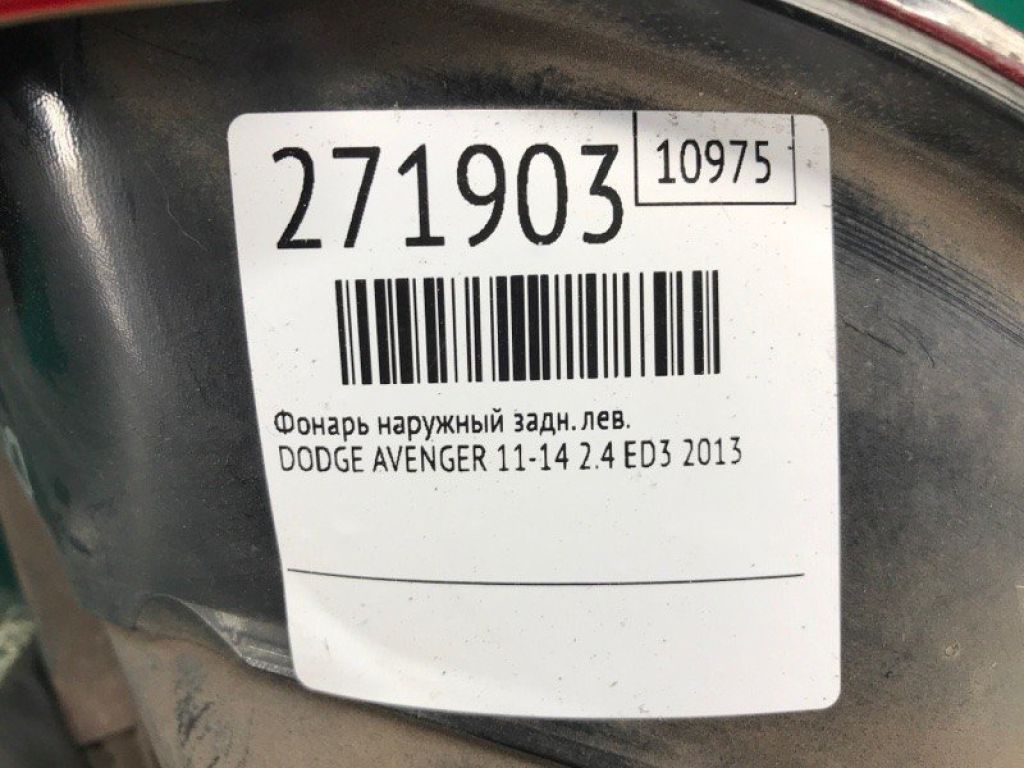 271903
10975
Фонарь наружный задн. лев.
DODGE AVENGER 11-14 2.4 ED3 2013